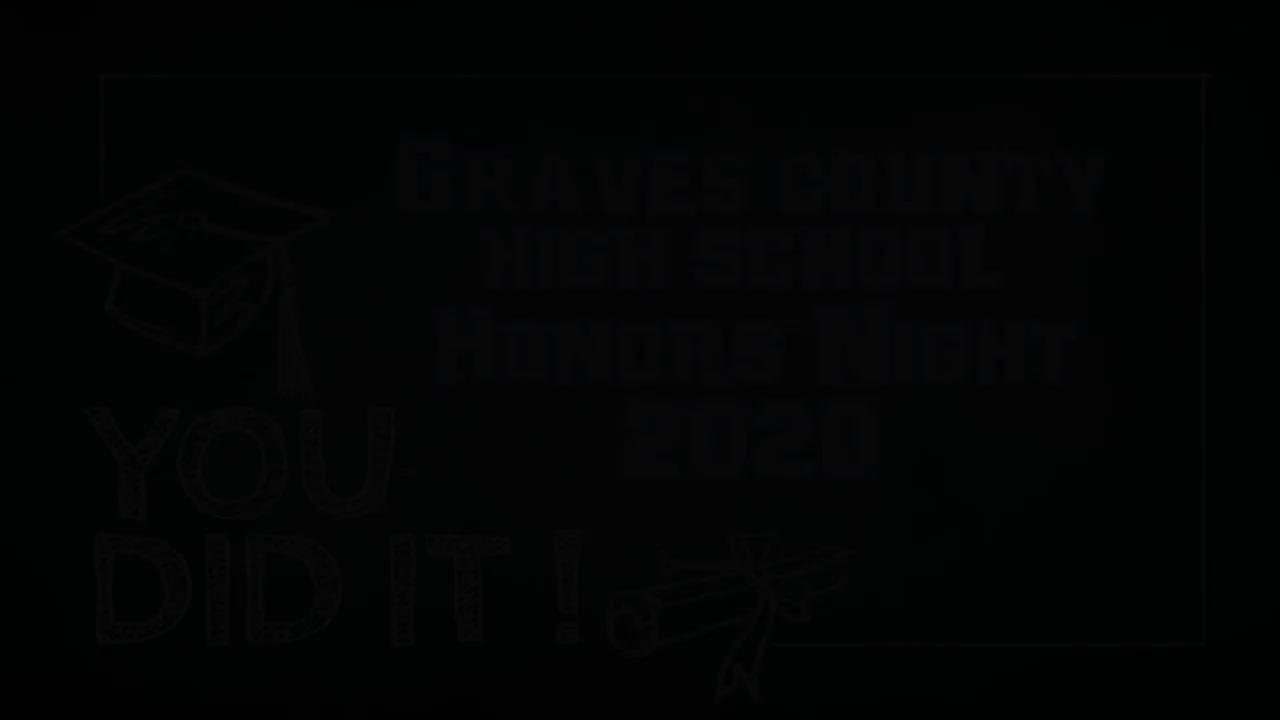 GRAVES COUNTY
HIGH SCHOOL
HONORS NIGHT
2020
YOU
DID IT !